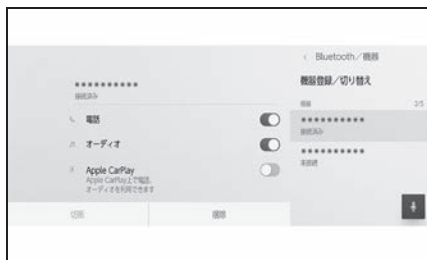 ＊＊＊＊＊＊＊＊＊＊
接続済み
電話
オーディオ
Apple CarPlay
Apple CarPlay上で電話、
オーディオを利用できます
切断
削除
＜ Bluetooth／機器
機器登録／切り替え
機器 2/5
＊＊＊＊＊＊＊＊＊＊
接続済み
＊＊＊＊＊＊＊＊＊＊
未接続